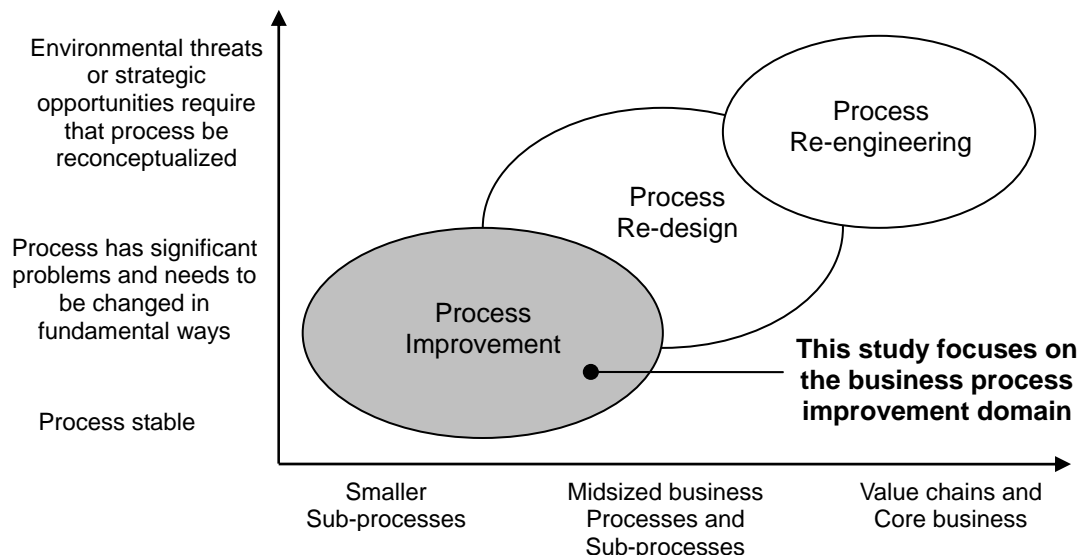 Environmental threats
or strategic
opportunities require
that process be
reconceptualized
Process
Re-engineering
Process
Re-design
Process has significant
problems and needs to
be changed in
fundamental ways
Process
Improvement
This study focuses on
the business process
improvement domain
Process stable
Smaller
Sub-processes
Midsized business
Processes and
Sub-processes
Value chains and
Core business